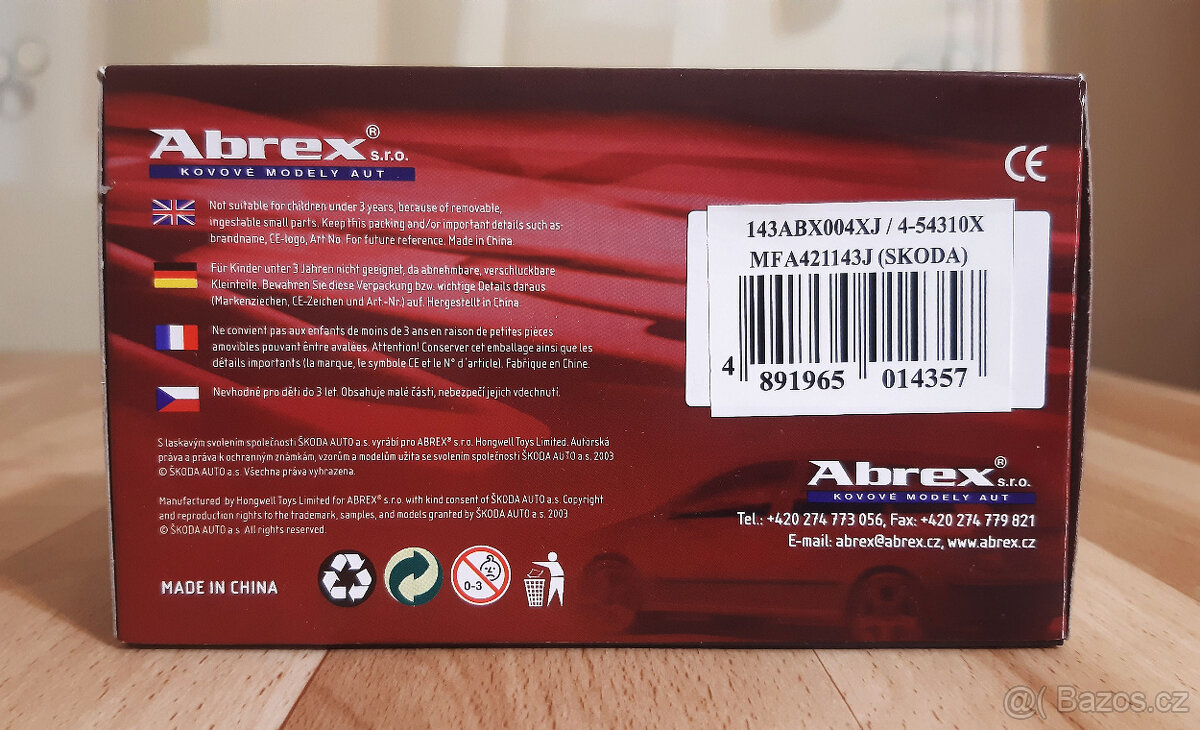 Abrex® s.r.o.
KOVOVÉ MODELY AUT
CE
Not suitable for children under 3 years, because of removable,
ingestable small parts. Keep this packing and/or important details such as-
brandname, CE-logo, Art No. For future reference. Made in China.
Für Kinder unter 3 Jahren nicht geeignet, da abnehmbare, verschluckbare
Kleinteile. Bewahren Sie diese Verpackung bzw. wichtige Details daraus
(Markenziechen, CE-Zeichen und Art.-Nr.) auf. Hergestellt in China.
Ne convient pas aux enfants de moins de 3 ans en raison de petites pièces
amovibles pouvant êntre avalées. Attention! Conserver cet emballage ainsi que les
détails importants (la marque, le symbole CE et le N° d'article). Fabrique en Chine.
Nevhodné pro děti do 3 let. Obsahuje malé části, nebezpečí jejich vdechnutí.
143ABX004XJ / 4-54310X
MFA421143J (SKODA)
4 891965 014357
S laskavým svolením společnosti ŠKODA AUTO a.s. vyrábí pro ABREX® s.r.o. Hongwell Toys Limited. Autorská
práva a práva k ochranným známkám, vzorům a modelům užita se svolením společnosti ŠKODA AUTO a.s. 2003
© ŠKODA AUTO a.s. Všechna práva vyhrazena.
Manufactured by Hongwell Toys Limited for ABREX® s.r.o. with kind consent of ŠKODA AUTO a.s. Copyright
and reproduction rights to the trademark, samples, and models granted by ŠKODA AUTO a.s. 2003
© ŠKODA AUTO a.s. All rights reserved.
Abrex® s.r.o.
KOVOVÉ MODELY AUT
Tel.: +420 274 773 056, Fax: +420 274 779 821
E-mail: abrex@abrex.cz, www.abrex.cz
MADE IN CHINA
0-3
@( Bazos.cz